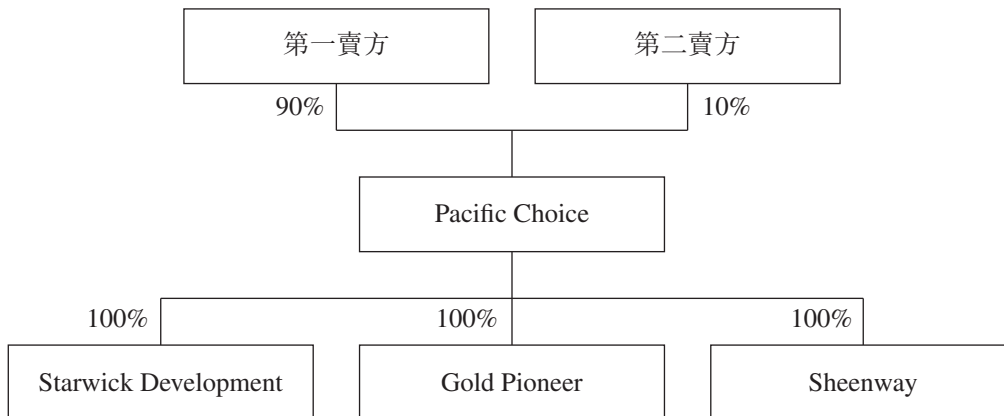 第一賣方
第二賣方
90%
10%
Pacific Choice
100%
100%
100%
Starwick Development
Gold Pioneer
Sheenway